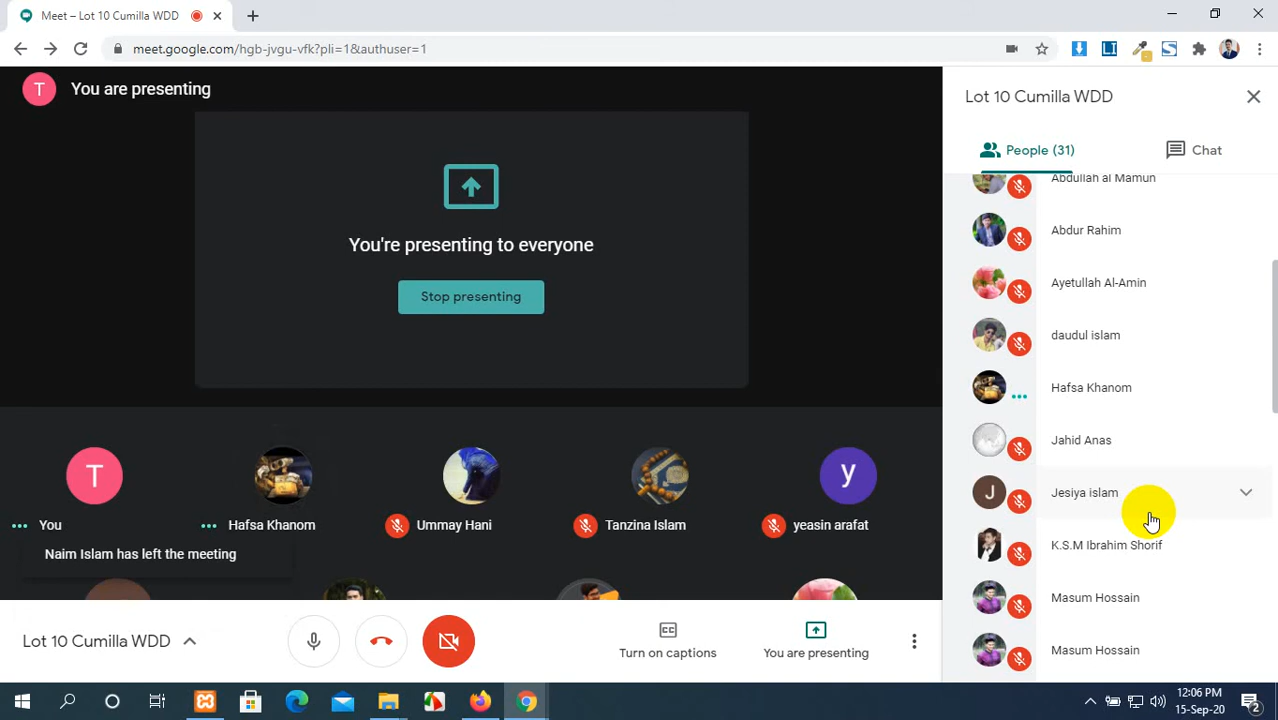 Meet – Lot 10 Cumilla WDD
meet.google.com/hgb-jvgu-vfk?pli=1&authuser=1
T
You are presenting
You're presenting to everyone
Stop presenting
T
You
Hafsa Khanom
Ummay Hani
Tanzina Islam
y
yeasin arafat
Naim Islam has left the meeting
Lot 10 Cumilla WDD
CC
Turn on captions
You are presenting
Lot 10 Cumilla WDD
People (31)
Chat
Abdullah al Mamun
Abdur Rahim
Ayetullah Al-Amin
daudul islam
Hafsa Khanom
Jahid Anas
J
Jesiya islam
K.S.M Ibrahim Shorif
Masum Hossain
Masum Hossain
LI
S
12:06 PM
15-Sep-20
2